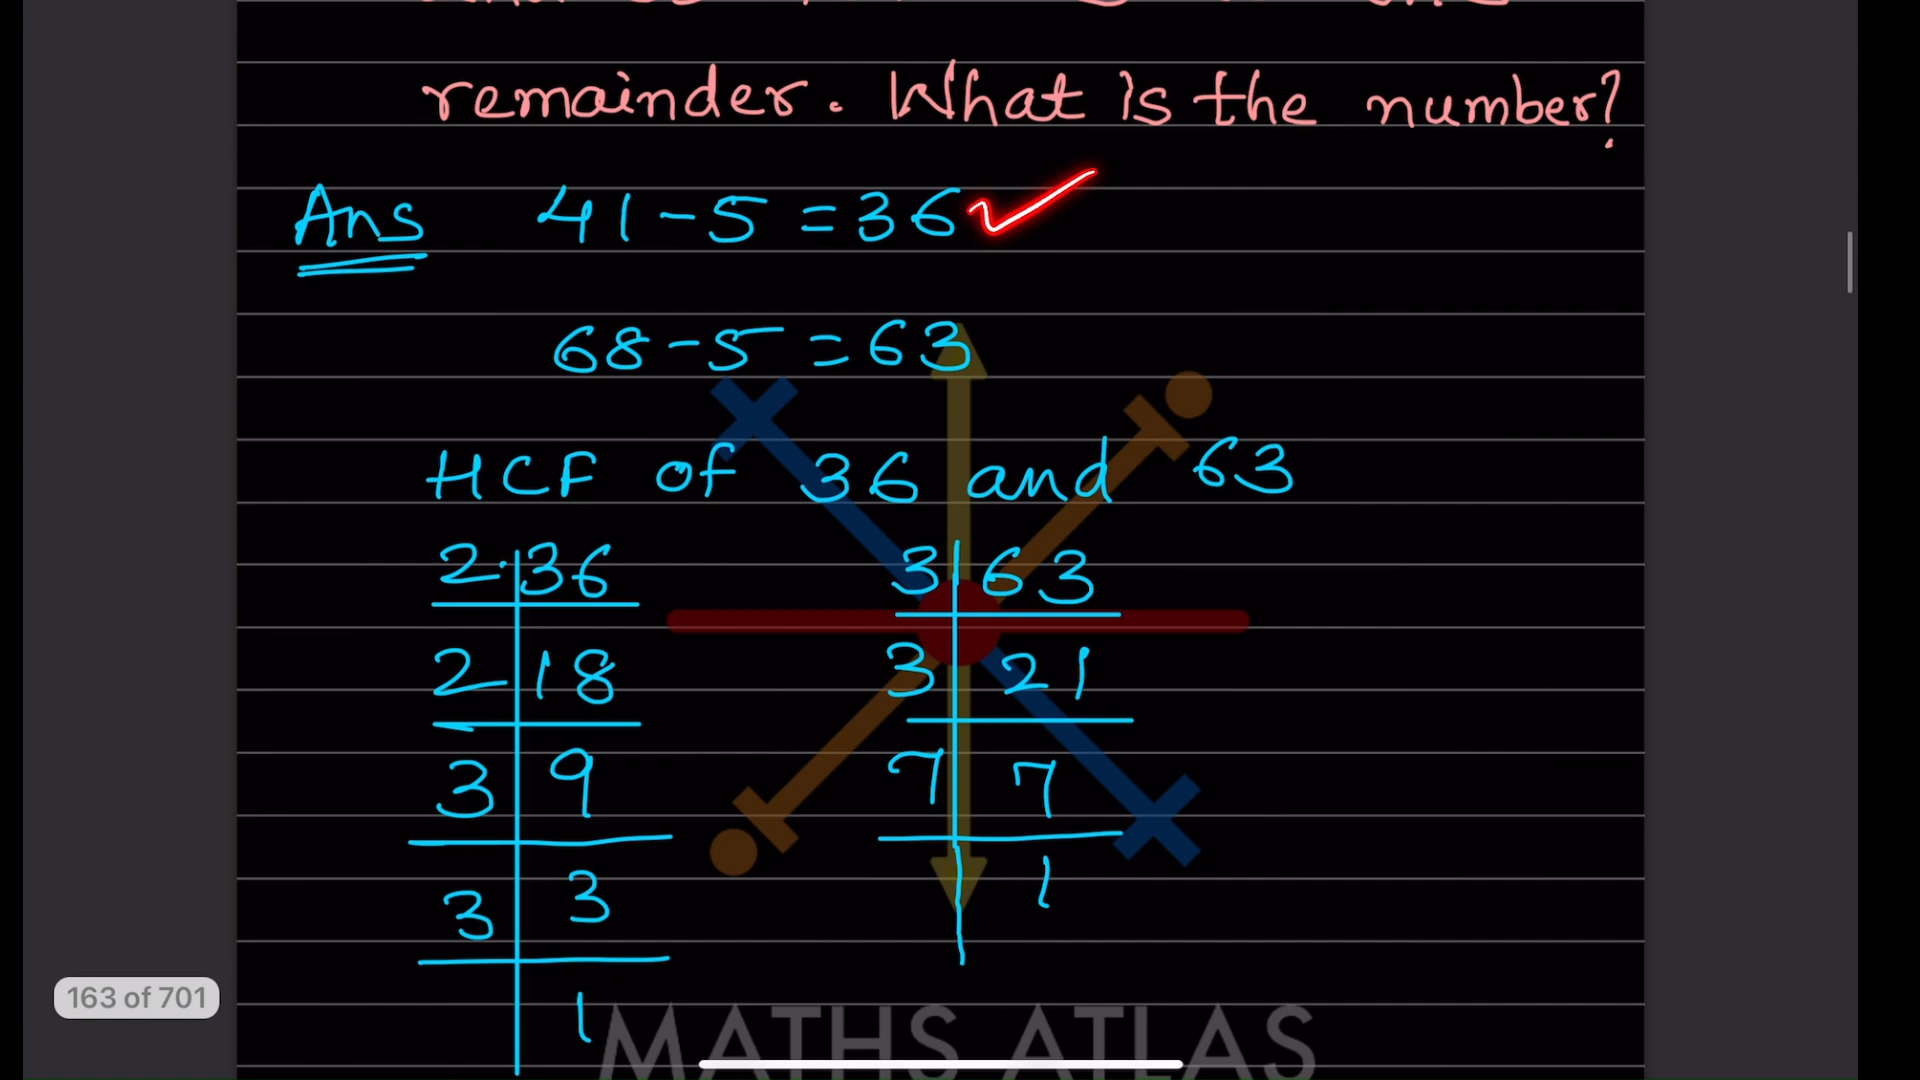 remainder. What is the number?
Ans 41-5=36
68-5=63
HCF of 36 and 63
2 36 3 63
2 18 3 21
3 9 7 7
3 3 1
1
MATHS ATLAS
163 of 701